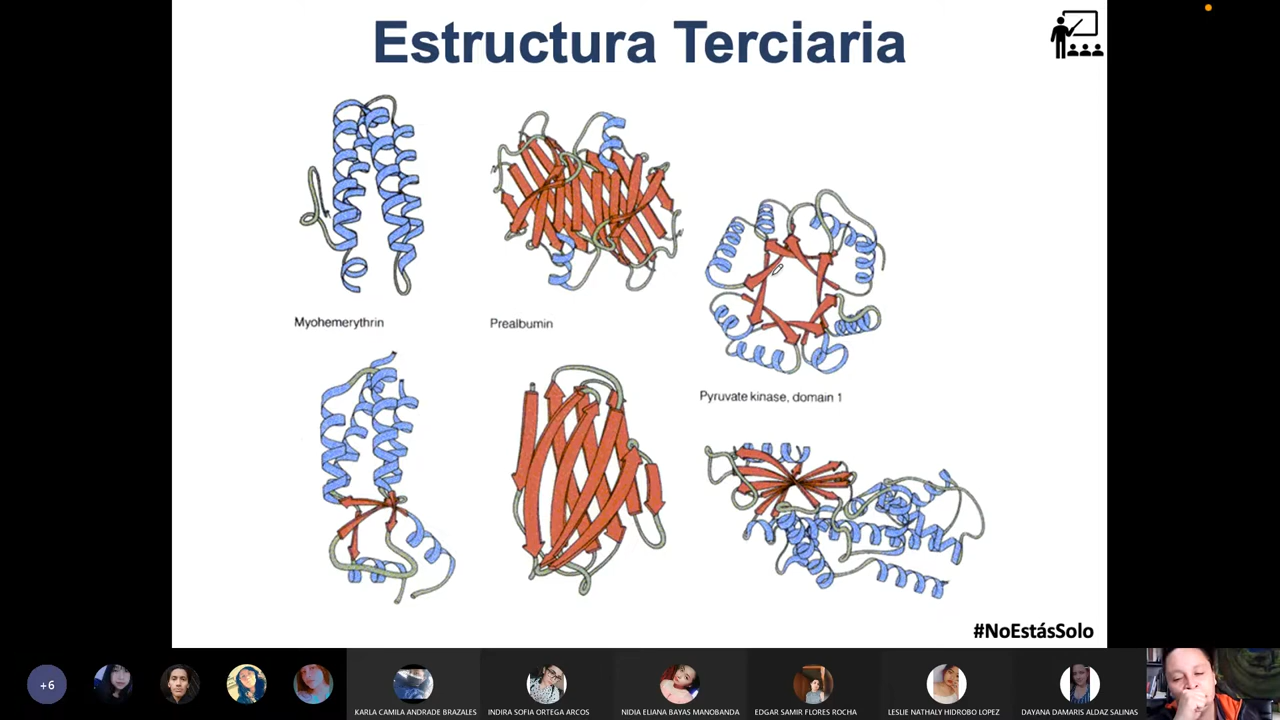 Estructura Terciaria
Myohemerythrin
Prealbumin
Pyruvate kinase, domain 1
#NoEstásSolo
+6
KARLA CAMILA ANDRADE BRAZALES
INDIRA SOFIA ORTEGA ARCOS
NIDIA ELIANA BAYAS MANOBANDA
EDGAR SAMIR FLORES ROCHA
LESLIE NATHALY HIDROBO LOPEZ
DAYANA DAMARIS ALDAZ SALINAS